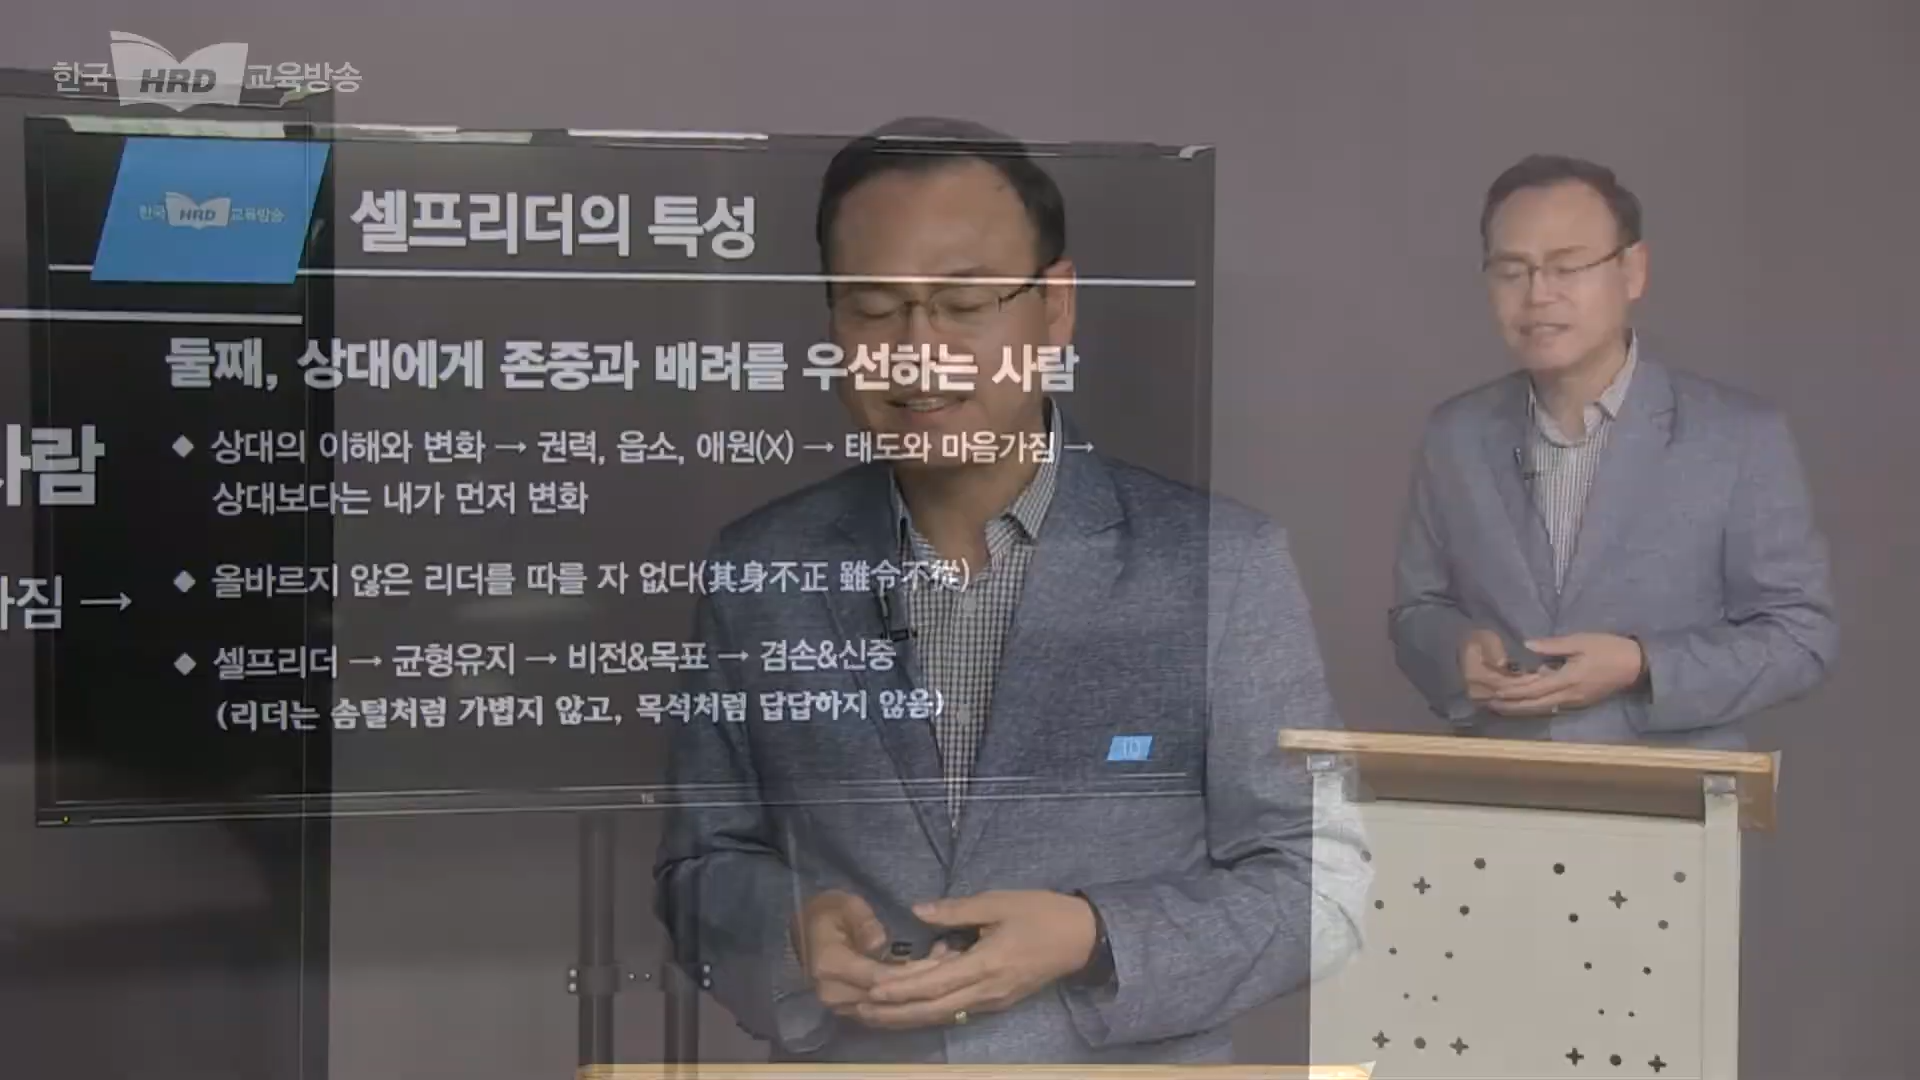 한국 HRD 교육방송
한국 HRD 교육방송
셀프리더의 특성
둘째, 상대에게 존중과 배려를 우선하는 사람
◆ 상대의 이해와 변화 → 권력, 읍소, 애원(X) → 태도와 마음가짐 →
상대보다는 내가 먼저 변화
◆ 올바르지 않은 리더를 따를 자 없다(其身不正 雖令不從)
◆ 셀프리더 → 균형유지 → 비전&목표 → 겸손&신중
(리더는 솜털처럼 가볍지 않고, 목석처럼 답답하지 않음)
10
사람
가짐 →